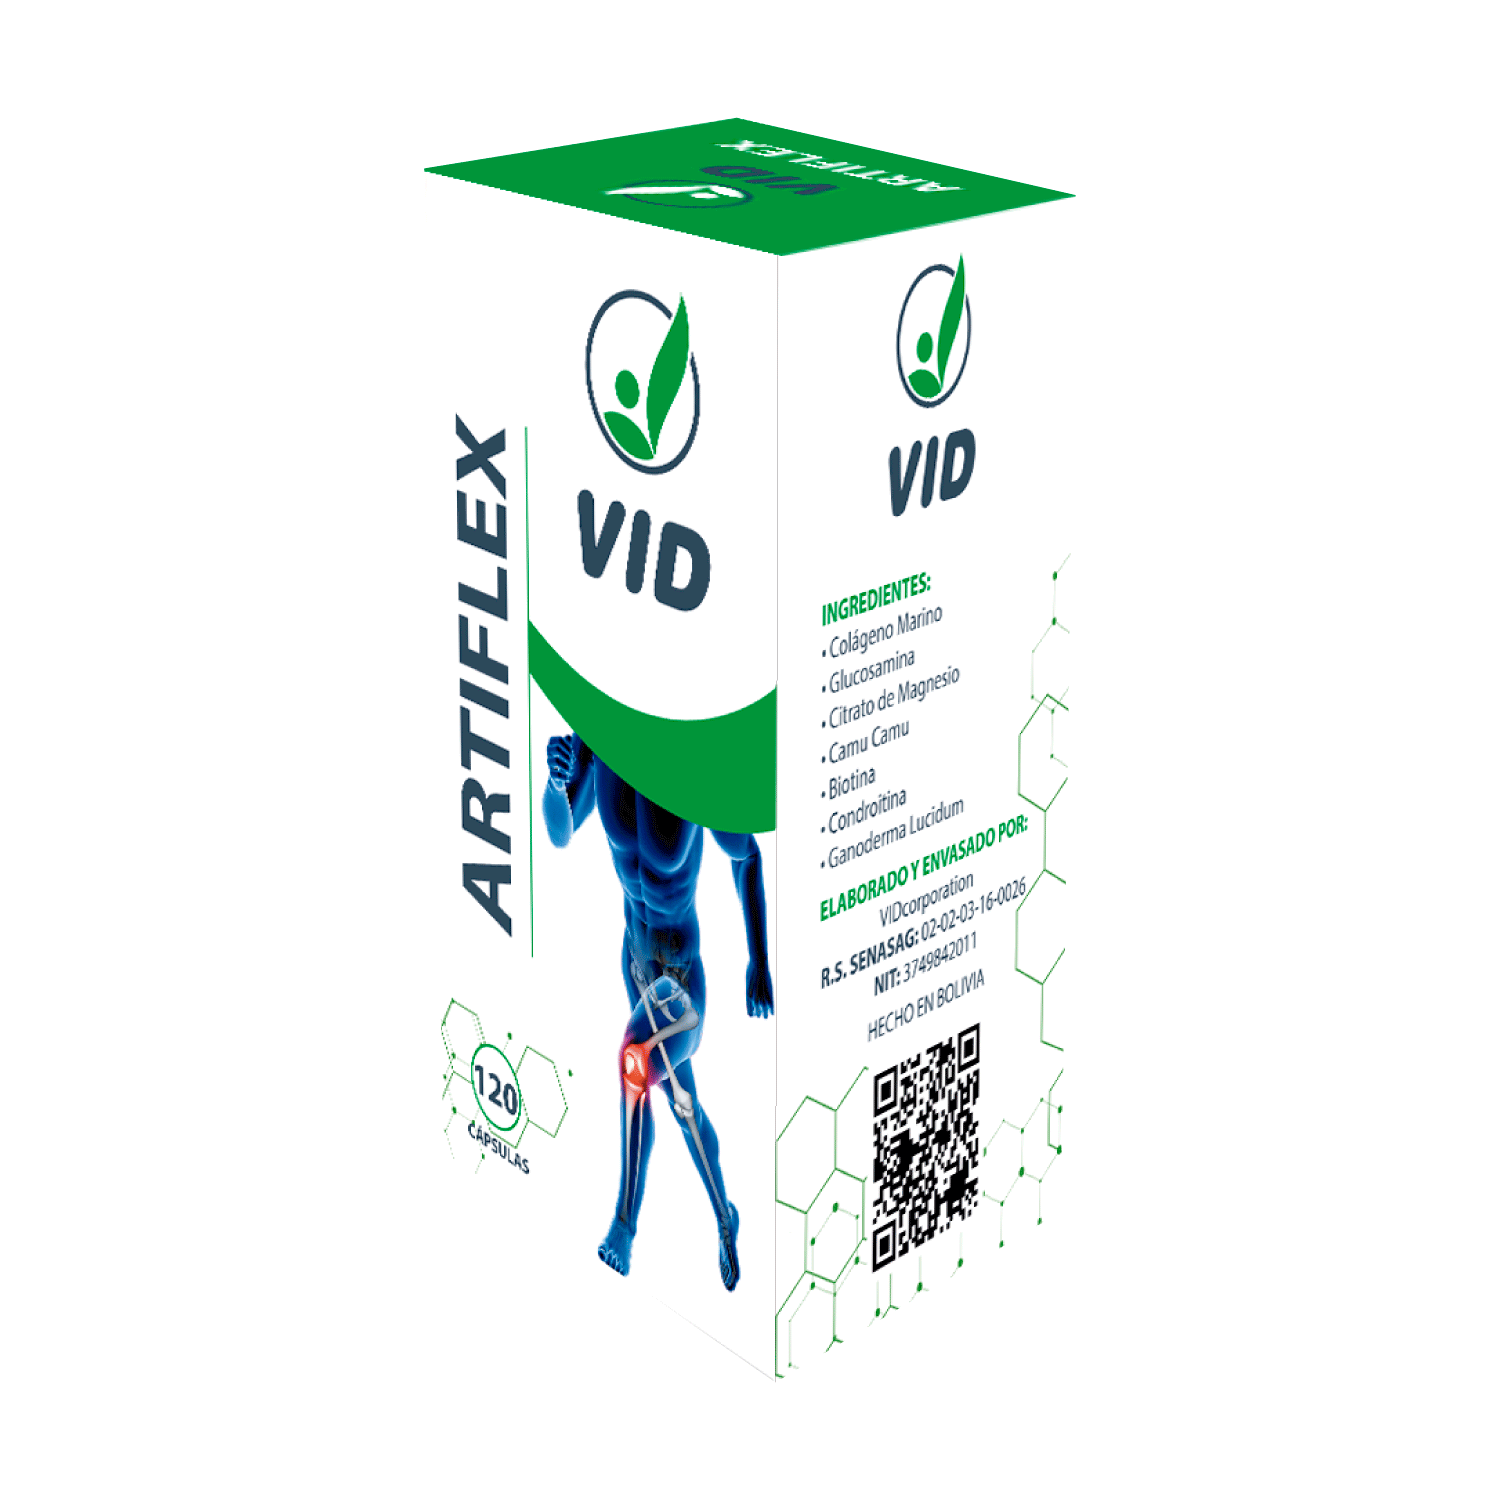 ARTIFLEX
VID
VID
ARTIFLEX
120
CÁPSULAS
VID
INGREDIENTES:
• Colágeno Marino
• Glucosamina
• Citrato de Magnesio
• Camu Camu
• Biotina
• Condroítina
• Ganoderma Lucidum
ELABORADO Y ENVASADO POR:
VIDcorporation
R.S. SENASAG: 02-02-03-16-0026
NIT: 3749842011
HECHO EN BOLIVIA